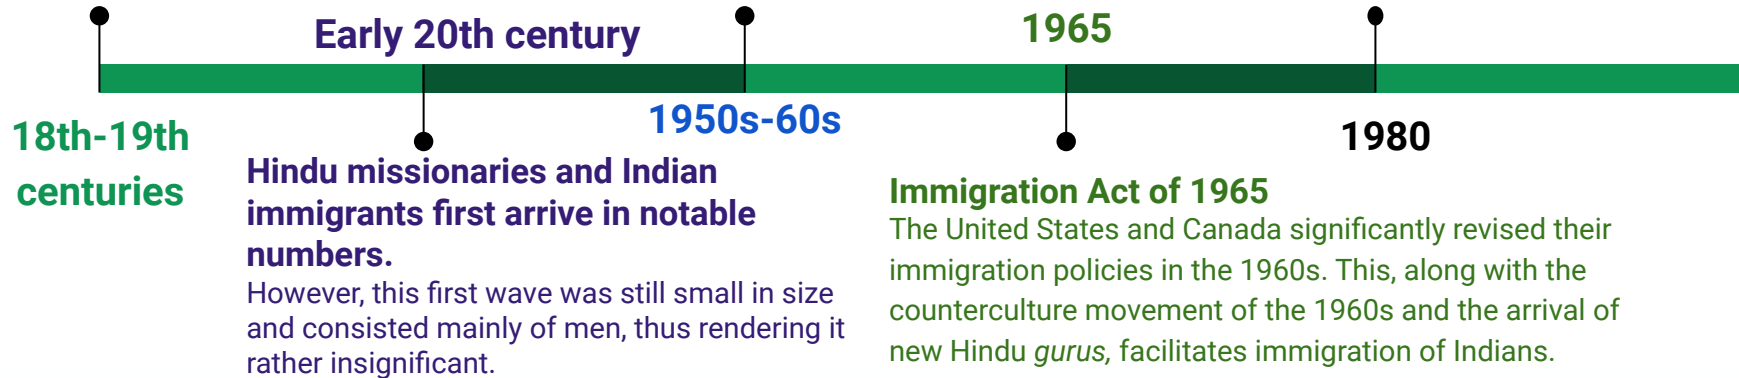 Early 20th century
1965
18th-19th
centuries
1950s-60s
1980
Hindu missionaries and Indian
immigrants first arrive in notable
numbers.
However, this first wave was still small in size
and consisted mainly of men, thus rendering it
rather insignificant.
Immigration Act of 1965
The United States and Canada significantly revised their
immigration policies in the 1960s. This, along with the
counterculture movement of the 1960s and the arrival of
new Hindu gurus, facilitates immigration of Indians.